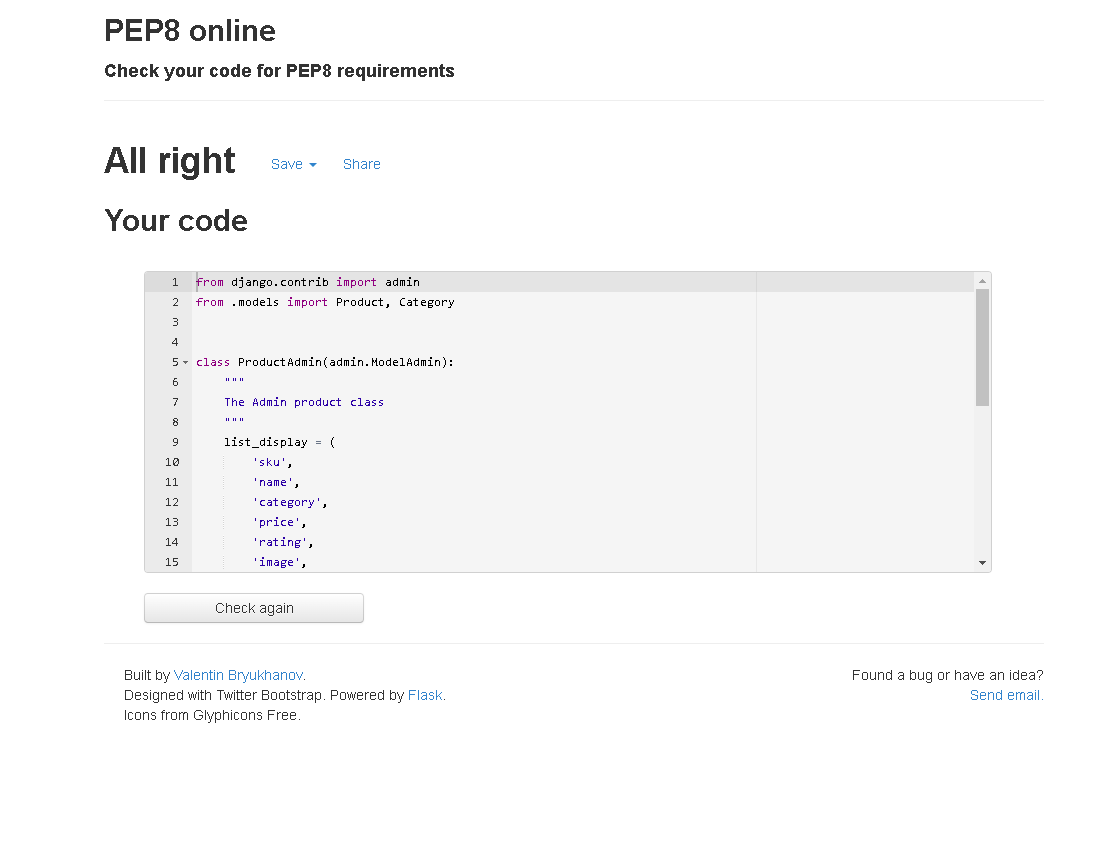 PEP8 online
Check your code for PEP8 requirements
All right Save Share
Your code
1 from django.contrib import admin
2 from .models import Product, Category
3
4
5 class ProductAdmin(admin.ModelAdmin):
6     """
7     The Admin product class
8     """
9     list_display = (
10         'sku',
11         'name',
12         'category',
13         'price',
14         'rating',
15         'image',
Check again
Built by Valentin Bryukhanov.
Designed with Twitter Bootstrap. Powered by Flask.
Icons from Glyphicons Free.
Found a bug or have an idea?
Send email.